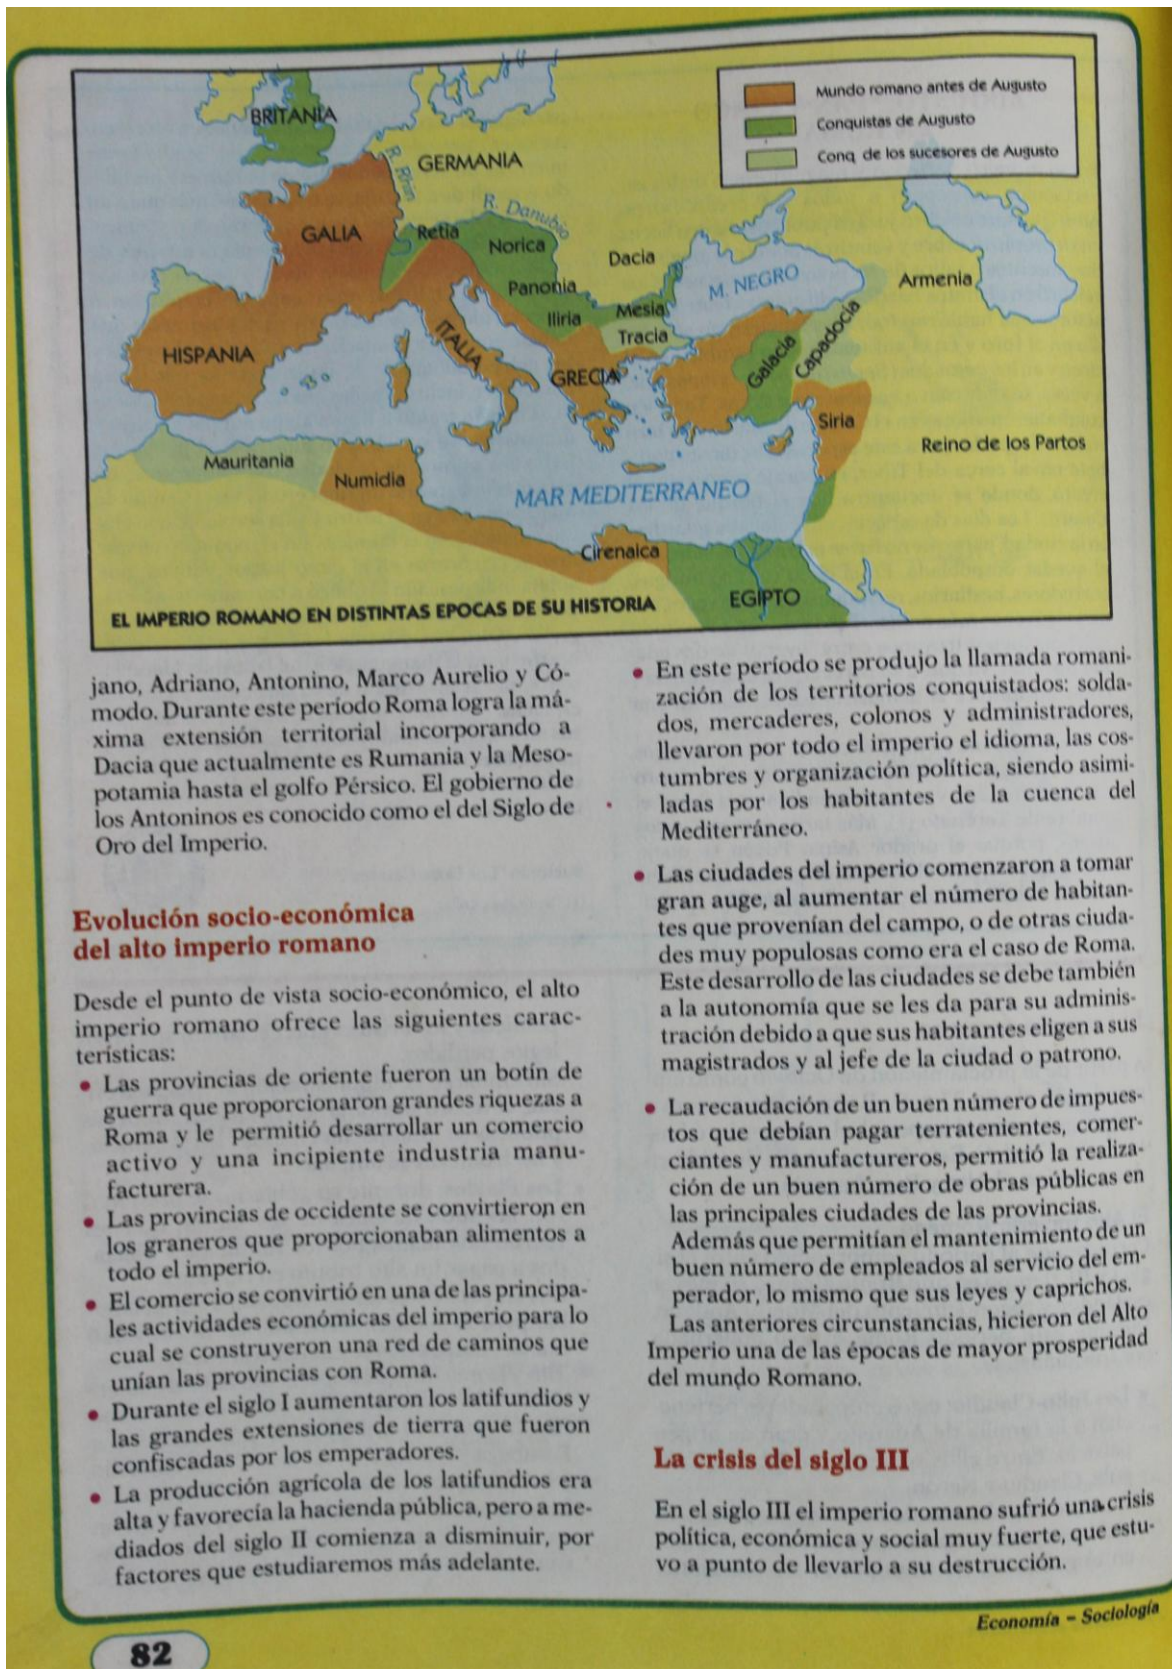 Mundo romano antes de Augusto
Conquistas de Augusto
Conq. de los sucesores de Augusto
BRITANIA
R. Rhin
GERMANIA
R. Danubio
GALIA
Retia
Norica
Dacia
Panonia
M. NEGRO
Armenia
Iliria
Mesia
Tracia
ITALIA
HISPANIA
GRECIA
Galacia
Capadocia
Siria
Reino de los Partos
Mauritania
Numidia
MAR MEDITERRANEO
Cirenaica
EGIPTO
EL IMPERIO ROMANO EN DISTINTAS EPOCAS DE SU HISTORIA
jano, Adriano, Antonino, Marco Aurelio y Có-
modo. Durante este período Roma logra la má-
xima extensión territorial incorporando a
Dacia que actualmente es Rumania y la Meso-
potamia hasta el golfo Pérsico. El gobierno de
los Antoninos es conocido como el del Siglo de
Oro del Imperio.
Evolución socio-económica
del alto imperio romano
Desde el punto de vista socio-económico, el alto
imperio romano ofrece las siguientes carac-
terísticas:
• Las provincias de oriente fueron un botín de
guerra que proporcionaron grandes riquezas a
Roma y le permitió desarrollar un comercio
activo y una incipiente industria manu-
facturera.
• Las provincias de occidente se convirtieron en
los graneros que proporcionaban alimentos a
todo el imperio.
• El comercio se convirtió en una de las principa-
les actividades económicas del imperio para lo
cual se construyeron una red de caminos que
unían las provincias con Roma.
• Durante el siglo I aumentaron los latifundios y
las grandes extensiones de tierra que fueron
confiscadas por los emperadores.
• La producción agrícola de los latifundios era
alta y favorecía la hacienda pública, pero a me-
diados del siglo II comienza a disminuir, por
factores que estudiaremos más adelante.
• En este período se produjo la llamada romani-
zación de los territorios conquistados: solda-
dos, mercaderes, colonos y administradores,
llevaron por todo el imperio el idioma, las cos-
tumbres y organización política, siendo asimi-
ladas por los habitantes de la cuenca del
Mediterráneo.
• Las ciudades del imperio comenzaron a tomar
gran auge, al aumentar el número de habitan-
tes que provenían del campo, o de otras ciuda-
des muy populosas como era el caso de Roma.
Este desarrollo de las ciudades se debe también
a la autonomía que se les da para su adminis-
tración debido a que sus habitantes eligen a sus
magistrados y al jefe de la ciudad o patrono.
• La recaudación de un buen número de impues-
tos que debían pagar terratenientes, comer-
ciantes y manufactureros, permitió la realiza-
ción de un buen número de obras públicas en
las principales ciudades de las provincias.
Además que permitían el mantenimiento de un
buen número de empleados al servicio del em-
perador, lo mismo que sus leyes y caprichos.
Las anteriores circunstancias, hicieron del Alto
Imperio una de las épocas de mayor prosperidad
del mundo Romano.
La crisis del siglo III
En el siglo III el imperio romano sufrió una crisis
política, económica y social muy fuerte, que estu-
vo a punto de llevarlo a su destrucción.
Economía - Sociología
82